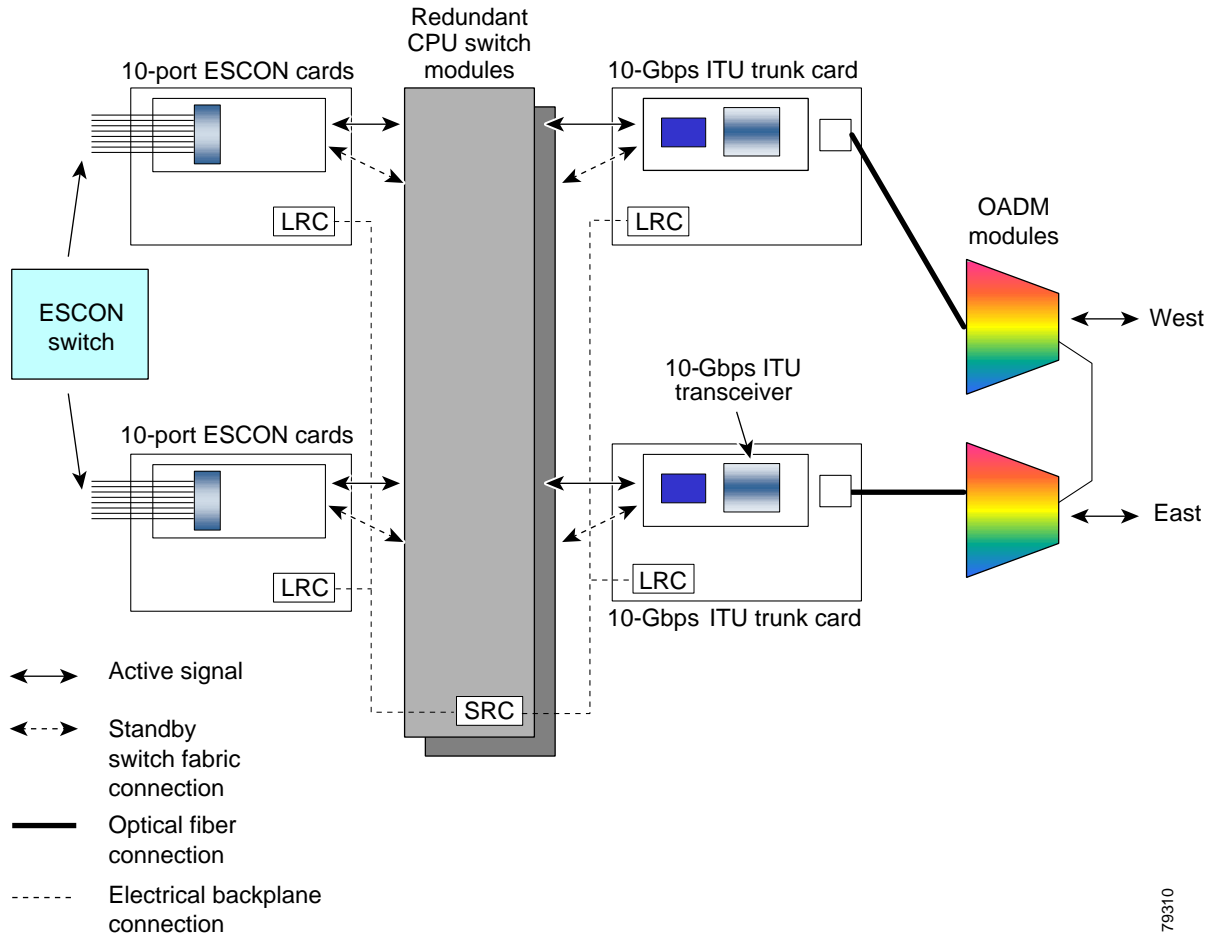 Redundant
CPU switch
modules
10-port ESCON cards
10-Gbps ITU trunk card
LRC
LRC
OADM
modules
ESCON
switch
West
10-Gbps ITU
transceiver
10-port ESCON cards
East
LRC
LRC
10-Gbps ITU trunk card
SRC
Active signal
Standby
switch fabric
connection
Optical fiber
connection
Electrical backplane
connection
79310